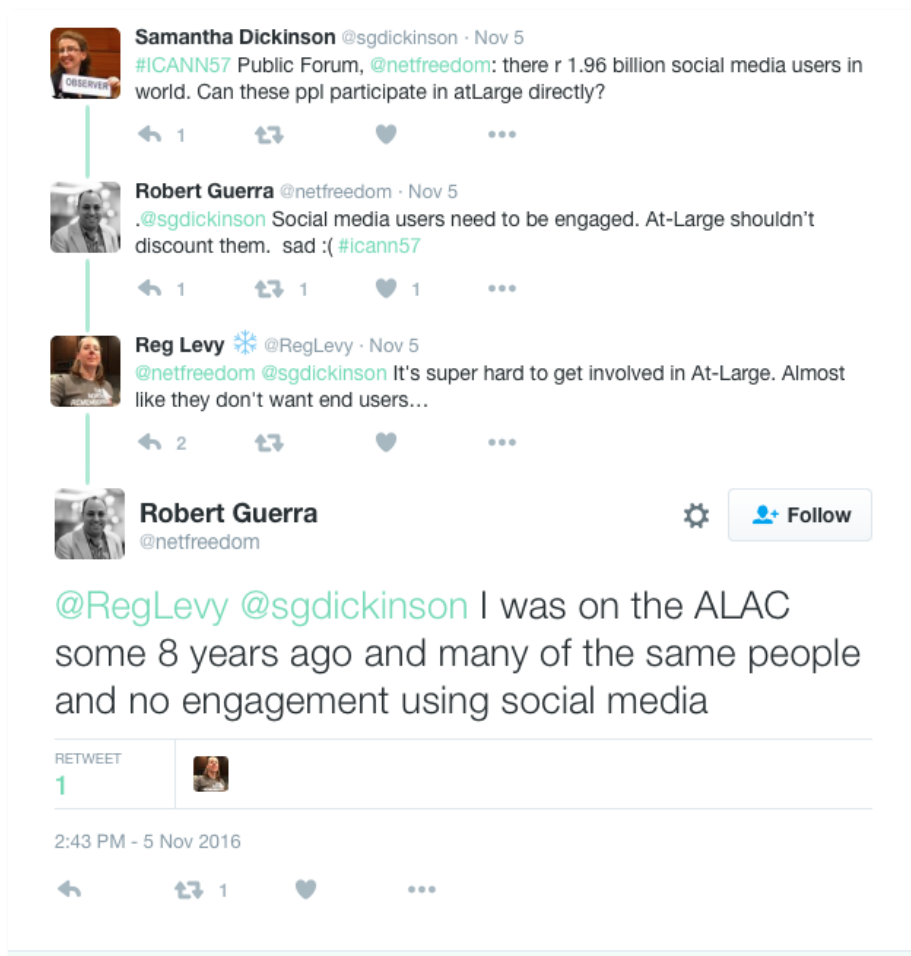 Samantha Dickinson @sgdickinson · Nov 5
#ICANN57 Public Forum, @netfreedom: there r 1.96 billion social media users in
world. Can these ppl participate in atLarge directly?
OBSERVER
1
Robert Guerra @netfreedom · Nov 5
.@sgdickinson Social media users need to be engaged. At-Large shouldn't
discount them.  sad :( #icann57
1 1 1
Reg Levy @RegLevy · Nov 5
@netfreedom @sgdickinson It's super hard to get involved in At-Large. Almost
like they don't want end users…
2
Robert Guerra
@netfreedom
Follow
@RegLevy @sgdickinson I was on the ALAC
some 8 years ago and many of the same people
and no engagement using social media
RETWEET
1
2:43 PM - 5 Nov 2016
1